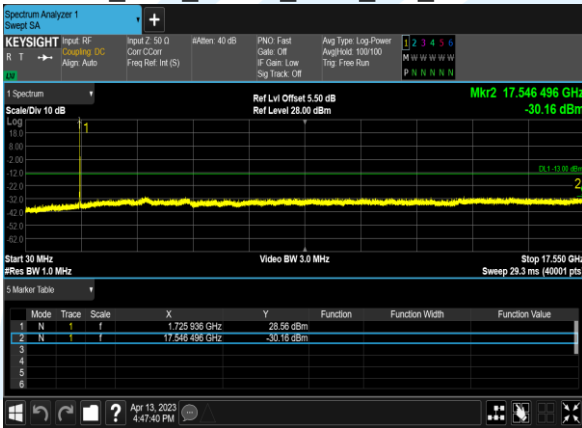 Spectrum Analyzer 1
Swept SA
KEYSIGHT Input: RF Input Z: 50 Ω #Atten: 40 dB PNO: Fast Avg Type: Log-Power 1 2 3 4 5 6
R T Coupling: DC Corr CCorr Gate: Off Avg|Hold: 100/100 M W W W W W
Align: Auto Freq Ref: Int (S) IF Gain: Low Trig: Free Run
LU Sig Track: Off P N N N N N
1 Spectrum
Scale/Div 10 dB Ref Lvl Offset 5.50 dB Mkr2 17.546 496 GHz
Ref Level 28.00 dBm -30.16 dBm
Log
1
18.0
8.00
-2.00
-12.0 DL1 -13.00 dBm
-22.0 2
-32.0
-42.0
-52.0
-62.0
Start 30 MHz Video BW 3.0 MHz Stop 17.550 GHz
#Res BW 1.0 MHz Sweep 29.3 ms (40001 pts
5 Marker Table
Mode Trace Scale X Y Function Function Width Function Value
1 N 1 f 1.725 936 GHz 28.56 dBm
2 N 1 f 17.546 496 GHz -30.16 dBm
3
4
5
6
? Apr 13, 2023
4:47:40 PM